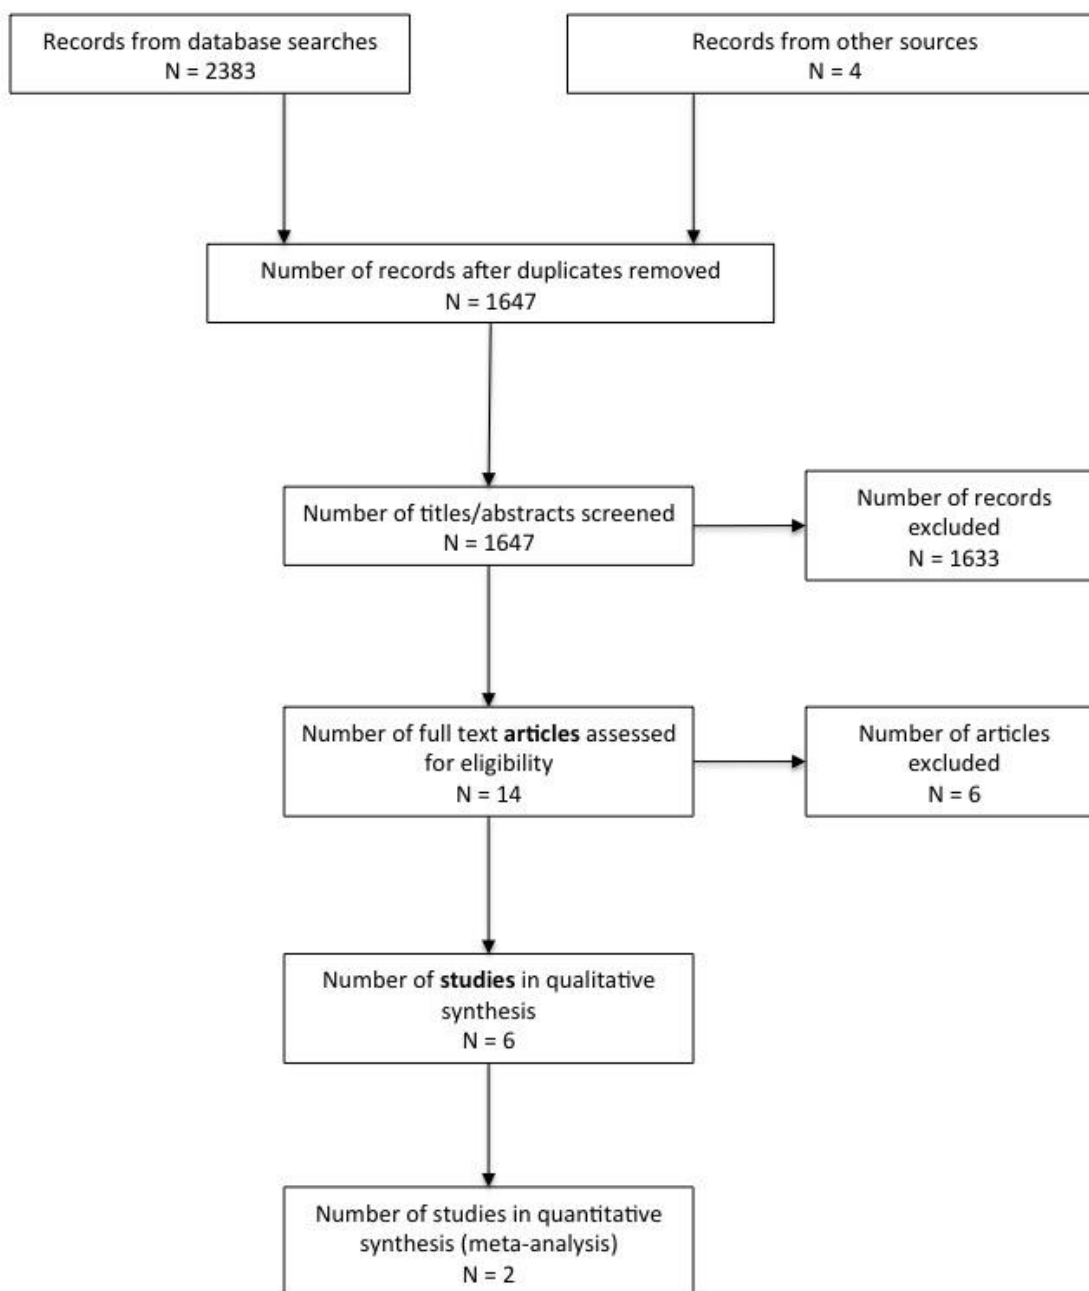 Records from database searches
N = 2383
Records from other sources
N = 4
Number of records after duplicates removed
N = 1647
Number of titles/abstracts screened
N = 1647
Number of records
excluded
N = 1633
Number of full text articles assessed
for eligibility
N = 14
Number of articles
excluded
N = 6
Number of studies in qualitative
synthesis
N = 6
Number of studies in quantitative
synthesis (meta-analysis)
N = 2